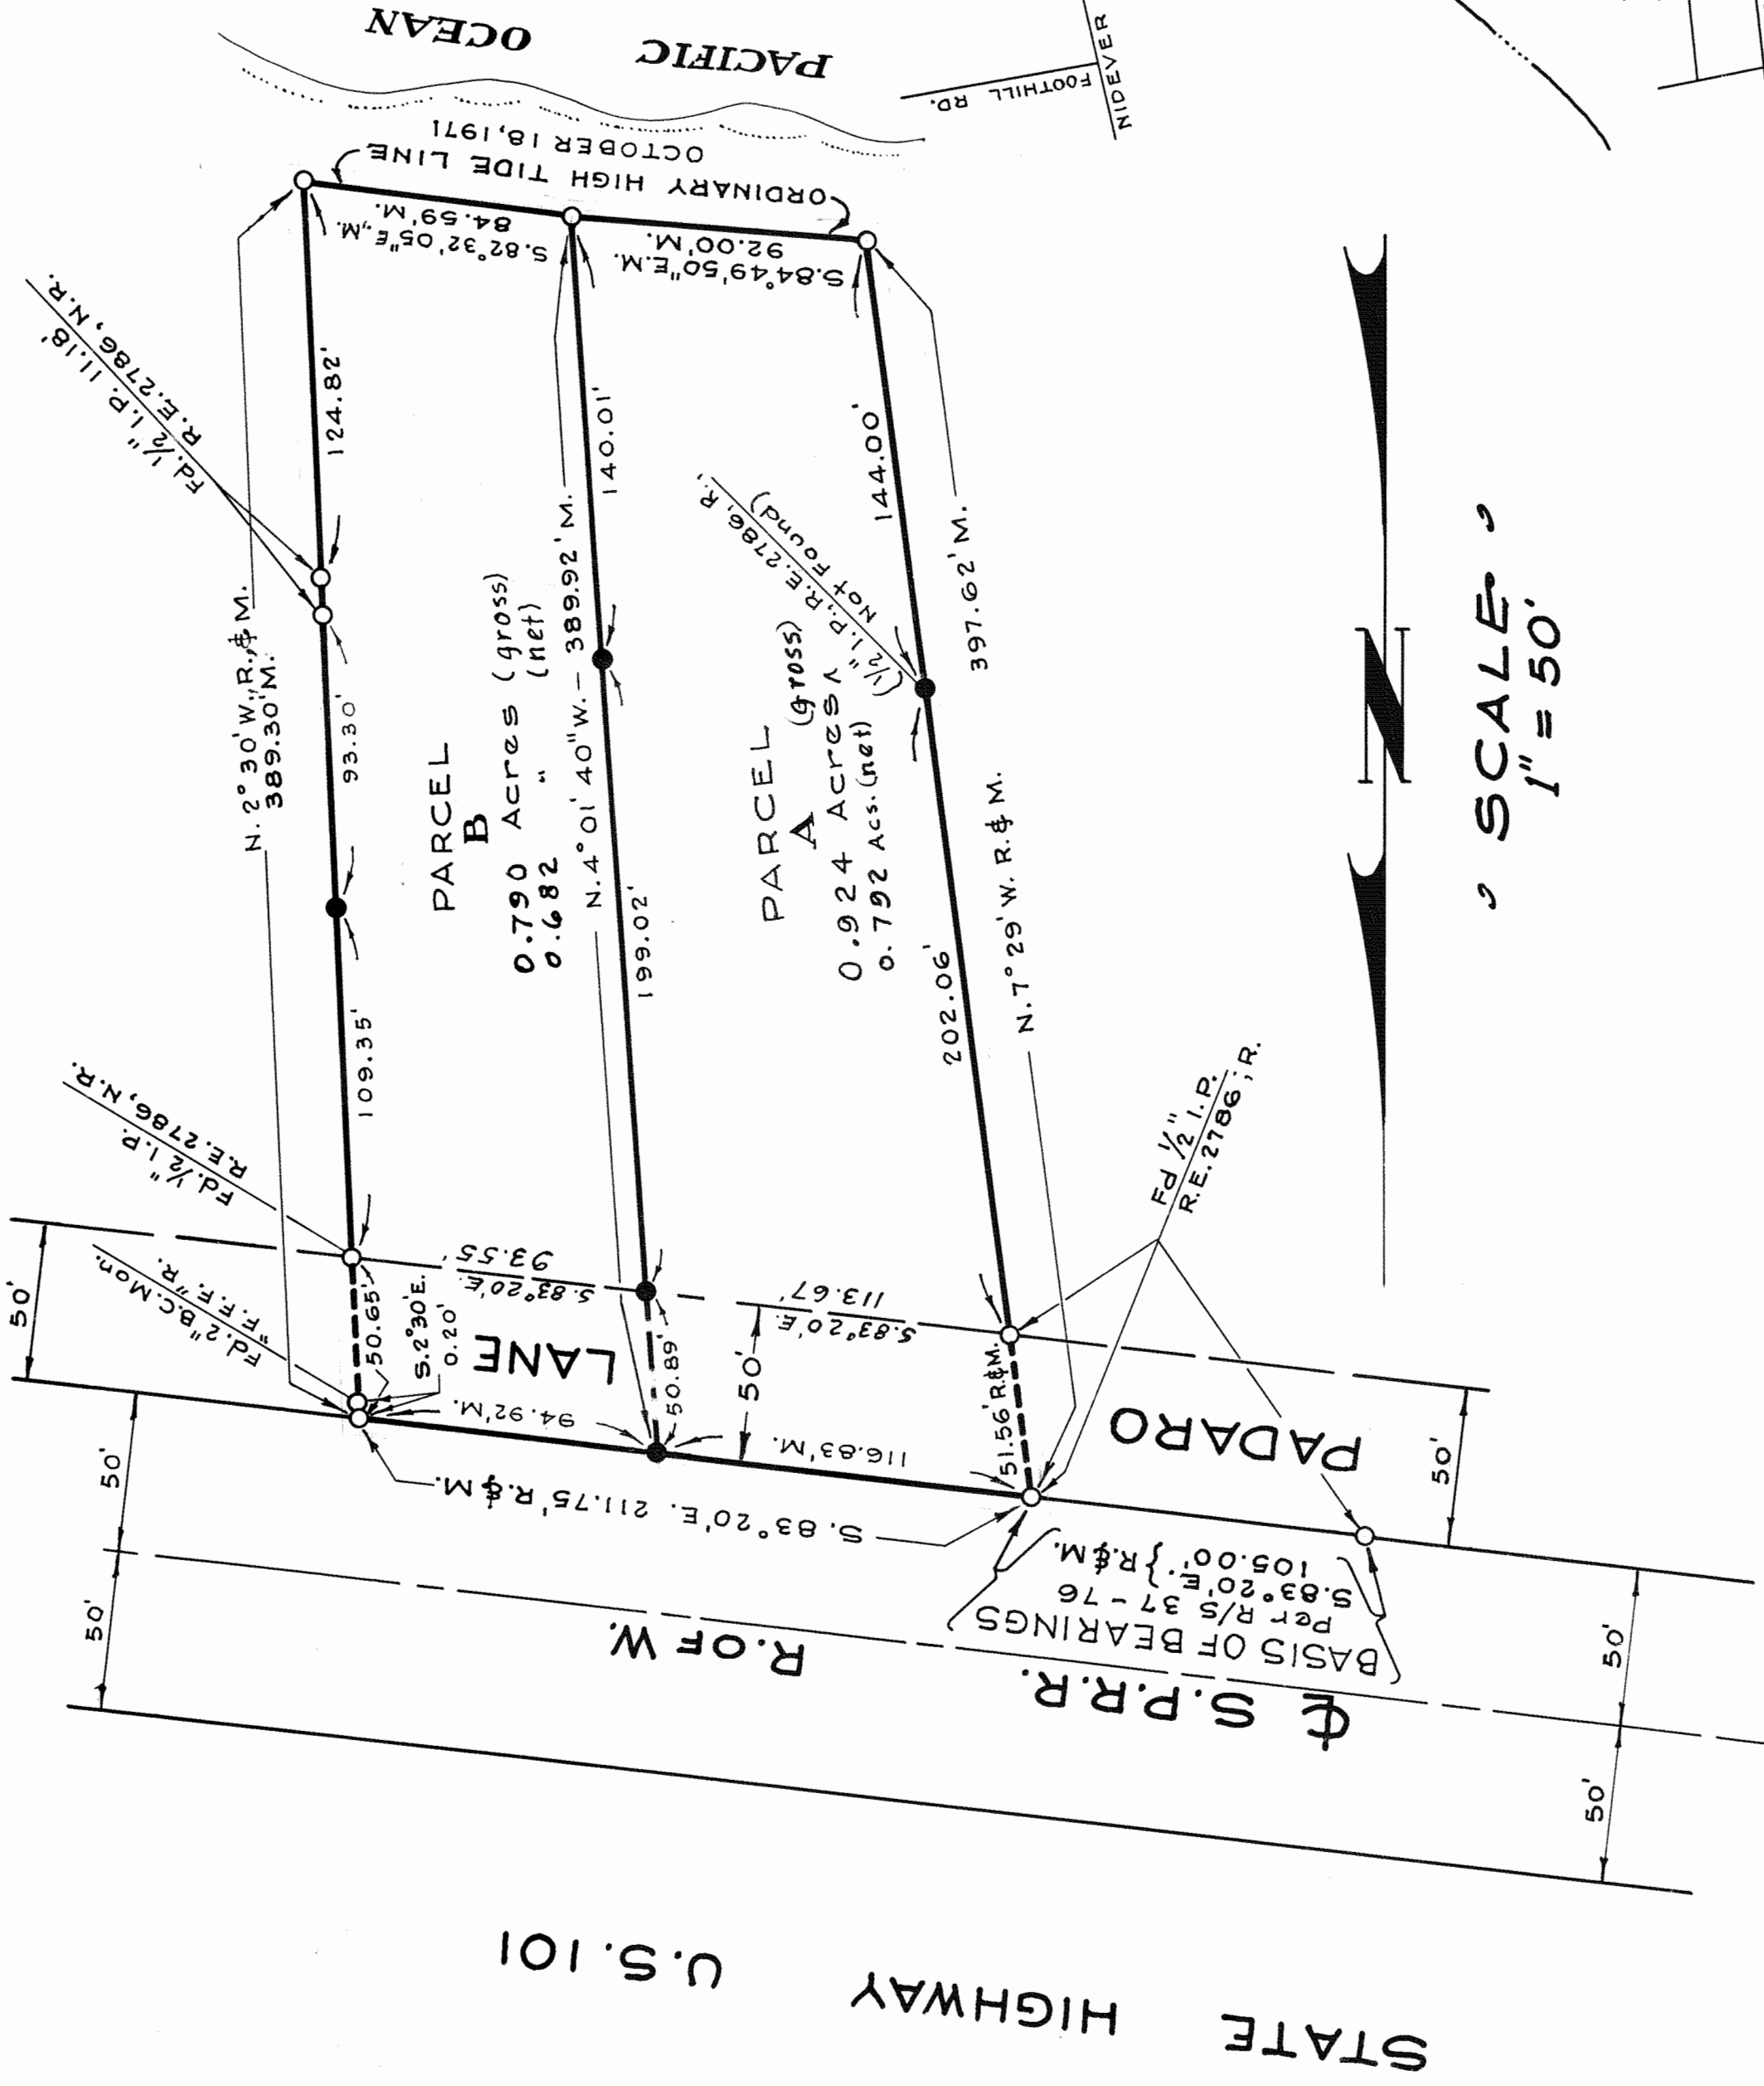 PACIFIC OCEAN
FOOTHILL RD.
NIDEVER
ORDINARY HIGH TIDE LINE
OCTOBER 18, 1971
S.82°32'05"E.,M.
84.59' M.
S.84°49'50"E.M.
92.00' M.
Fd. 1/2" I.P. 11.18'
R.E. 2786, N.R.
N. 2° 30' W., R. & M.
389.30' M.
124.82'
93.30'
109.35'
PARCEL
B
0.790 Acres (gross)
0.682 " (net)
N. 4° 01' 40" W. – 389.92' M.
140.01'
199.02'
PARCEL
A (gross)
0.924 Acres ^
0.792 Acs. (net)
(1/2" I.P., R.E. 2786, R.,
Not Found)
144.00'
202.06'
397.62' M.
N. 7° 29' W. R. & M.
N
SCALE
1" = 50'
Fd. 1/2" I.P.
R.E. 2786, N.R.
Fd. 2" B.C. Mon.
"F.F.F." R.
50'
50.65'
S.2°30'E.
0.20'
93.55'
S.83°20'E.
113.67'
S.83°20'E.
Fd 1/2" I.P.
R.E. 2786; R.
PADARO LANE
50.89'
50'
51.56' R.& M.
94.92' M.
116.83' M.
50'
S. 83° 20' E. 211.75' R. & M.
BASIS OF BEARINGS
Per R/S 37 - 76
S.83°20'E. } R. & M.
105.00'
50'
50'
50'
50'
℄ S.P.R.R. R. OF W.
STATE HIGHWAY U.S. 101